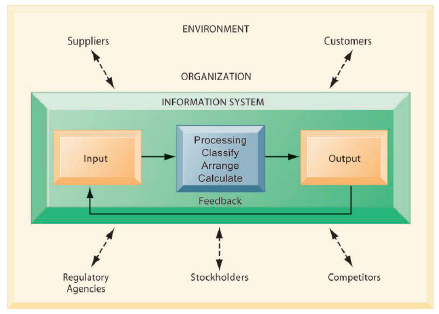 ENVIRONMENT
Suppliers
Customers
ORGANIZATION
INFORMATION SYSTEM
Input
Processing
Classify
Arrange
Calculate
Output
Feedback
Regulatory
Agencies
Stockholders
Competitors